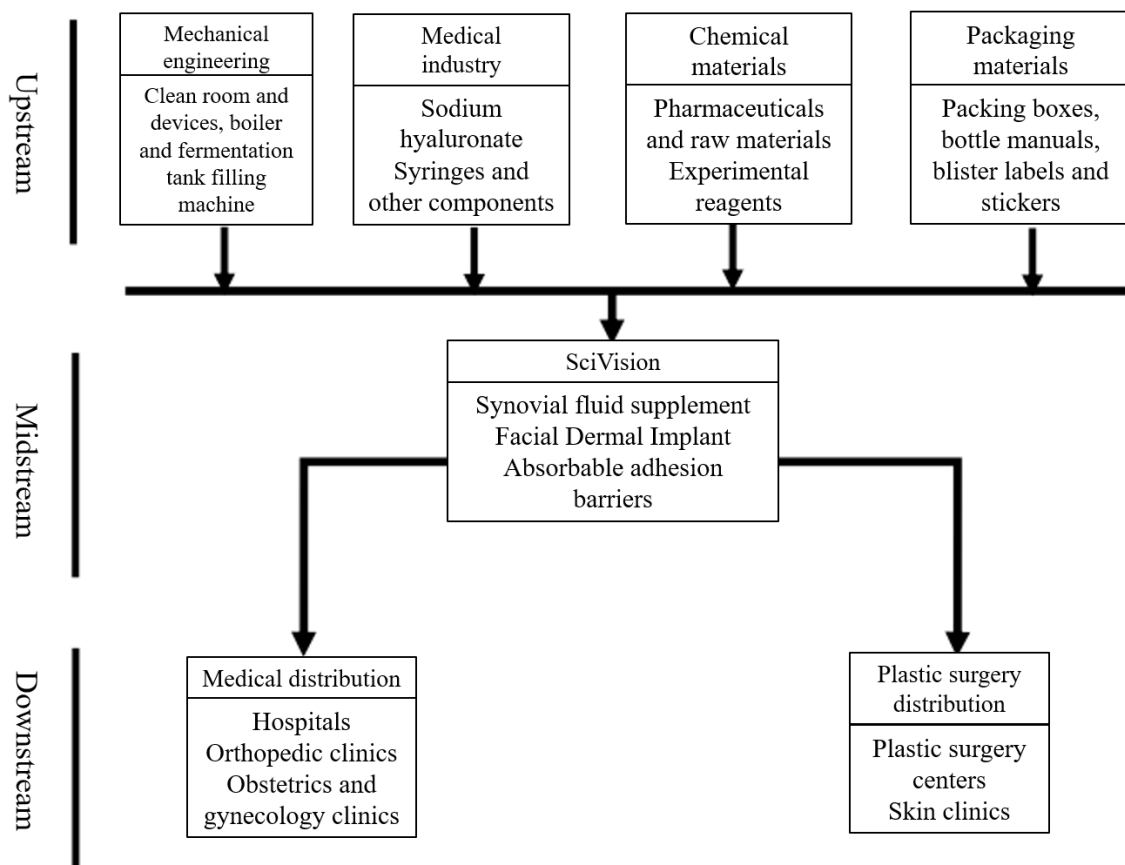 Upstream
Mechanical
engineering
Clean room and
devices, boiler
and fermentation
tank filling
machine
Medical
industry
Sodium
hyaluronate
Syringes and
other components
Chemical
materials
Pharmaceuticals
and raw materials
Experimental
reagents
Packaging
materials
Packing boxes,
bottle manuals,
blister labels and
stickers
Midstream
SciVision
Synovial fluid supplement
Facial Dermal Implant
Absorbable adhesion
barriers
Downstream
Medical distribution
Hospitals
Orthopedic clinics
Obstetrics and
gynecology clinics
Plastic surgery
distribution
Plastic surgery
centers
Skin clinics